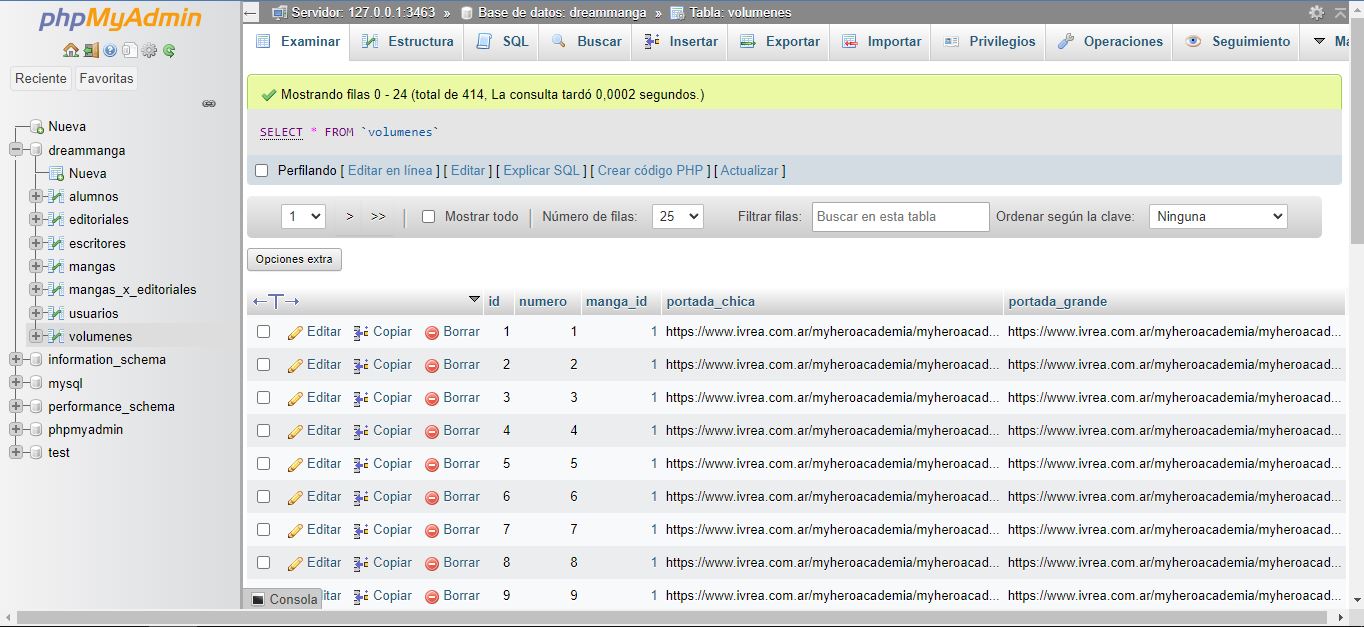 phpMyAdmin
Reciente Favoritas
Nueva
dreammanga
Nueva
alumnos
editoriales
escritores
mangas
mangas_x_editoriales
usuarios
volumenes
information_schema
mysql
performance_schema
phpmyadmin
test
Servidor: 127.0.0.1:3463 » Base de datos: dreammanga » Tabla: volumenes
Examinar Estructura SQL Buscar Insertar Exportar Importar Privilegios Operaciones Seguimiento
Mostrando filas 0 - 24 (total de 414, La consulta tardó 0,0002 segundos.)
SELECT * FROM `volumenes`
Perfilando [ Editar en línea ] [ Editar ] [ Explicar SQL ] [ Crear código PHP ] [ Actualizar ]
1 > >> | Mostrar todo | Número de filas: 25 Filtrar filas: Buscar en esta tabla Ordenar según la clave: Ninguna
Opciones extra
←T→ id numero manga_id portada_chica portada_grande
Editar Copiar Borrar 1 1 1 https://www.ivrea.com.ar/myheroacademia/myheroacad... https://www.ivrea.com.ar/myheroacademia/myheroacad...
Editar Copiar Borrar 2 2 1 https://www.ivrea.com.ar/myheroacademia/myheroacad... https://www.ivrea.com.ar/myheroacademia/myheroacad...
Editar Copiar Borrar 3 3 1 https://www.ivrea.com.ar/myheroacademia/myheroacad... https://www.ivrea.com.ar/myheroacademia/myheroacad...
Editar Copiar Borrar 4 4 1 https://www.ivrea.com.ar/myheroacademia/myheroacad... https://www.ivrea.com.ar/myheroacademia/myheroacad...
Editar Copiar Borrar 5 5 1 https://www.ivrea.com.ar/myheroacademia/myheroacad... https://www.ivrea.com.ar/myheroacademia/myheroacad...
Editar Copiar Borrar 6 6 1 https://www.ivrea.com.ar/myheroacademia/myheroacad... https://www.ivrea.com.ar/myheroacademia/myheroacad...
Editar Copiar Borrar 7 7 1 https://www.ivrea.com.ar/myheroacademia/myheroacad... https://www.ivrea.com.ar/myheroacademia/myheroacad...
Editar Copiar Borrar 8 8 1 https://www.ivrea.com.ar/myheroacademia/myheroacad... https://www.ivrea.com.ar/myheroacademia/myheroacad...
Consola itar Copiar Borrar 9 9 1 https://www.ivrea.com.ar/myheroacademia/myheroacad... https://www.ivrea.com.ar/myheroacademia/myheroacad...